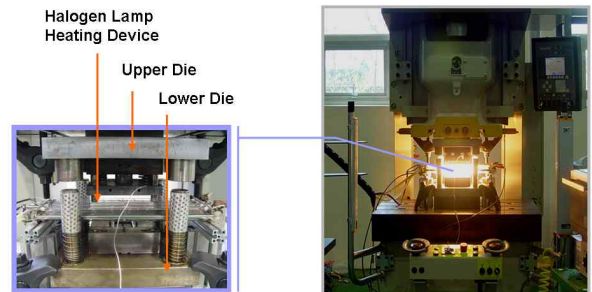 Halogen Lamp
Heating Device
Upper Die
Lower Die